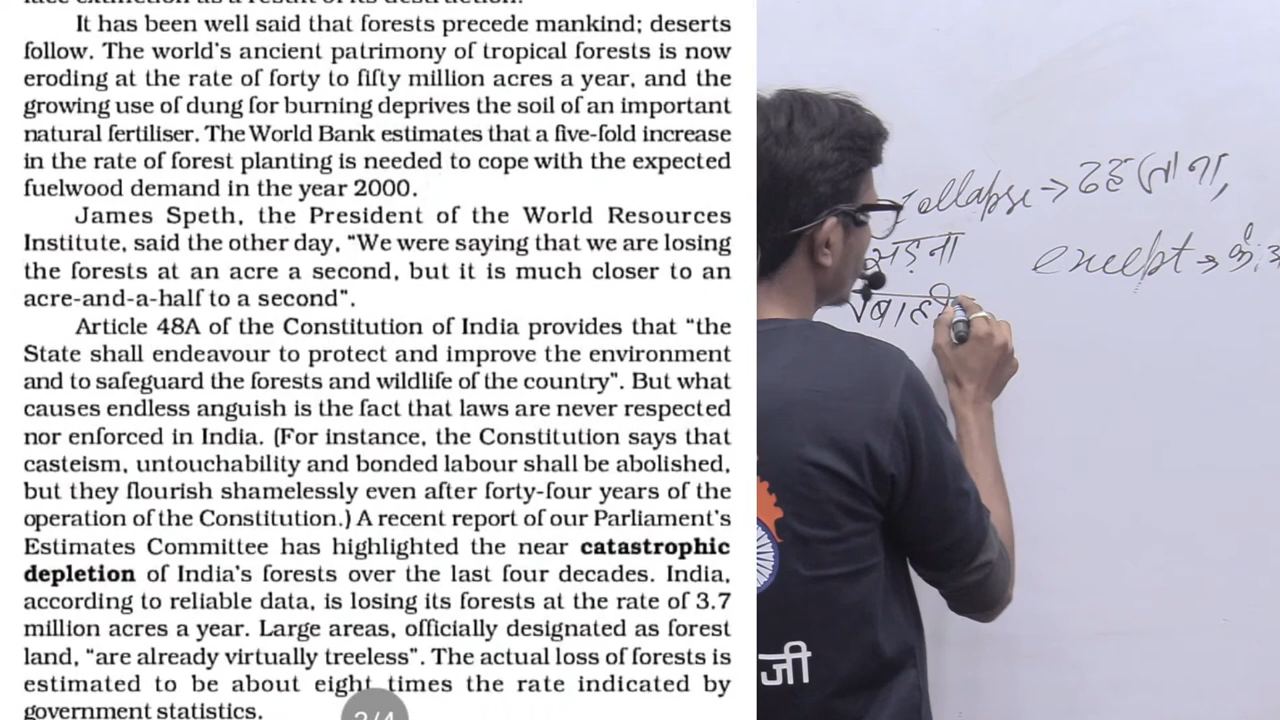 face extinction as a result of its destruction.
It has been well said that forests precede mankind; deserts
follow. The world's ancient patrimony of tropical forests is now
eroding at the rate of forty to fifty million acres a year, and the
growing use of dung for burning deprives the soil of an important
natural fertiliser. The World Bank estimates that a five-fold increase
in the rate of forest planting is needed to cope with the expected
fuelwood demand in the year 2000.
James Speth, the President of the World Resources
Institute, said the other day, “We were saying that we are losing
the forests at an acre a second, but it is much closer to an
acre-and-a-half to a second”.
Article 48A of the Constitution of India provides that “the
State shall endeavour to protect and improve the environment
and to safeguard the forests and wildlife of the country”. But what
causes endless anguish is the fact that laws are never respected
nor enforced in India. (For instance, the Constitution says that
casteism, untouchability and bonded labour shall be abolished,
but they flourish shamelessly even after forty-four years of the
operation of the Constitution.) A recent report of our Parliament's
Estimates Committee has highlighted the near catastrophic
depletion of India's forests over the last four decades. India,
according to reliable data, is losing its forests at the rate of 3.7
million acres a year. Large areas, officially designated as forest
land, “are already virtually treeless”. The actual loss of forests is
estimated to be about eight times the rate indicated by
government statistics.
2/4
Collapse → ढह जाना,
except → के
जी